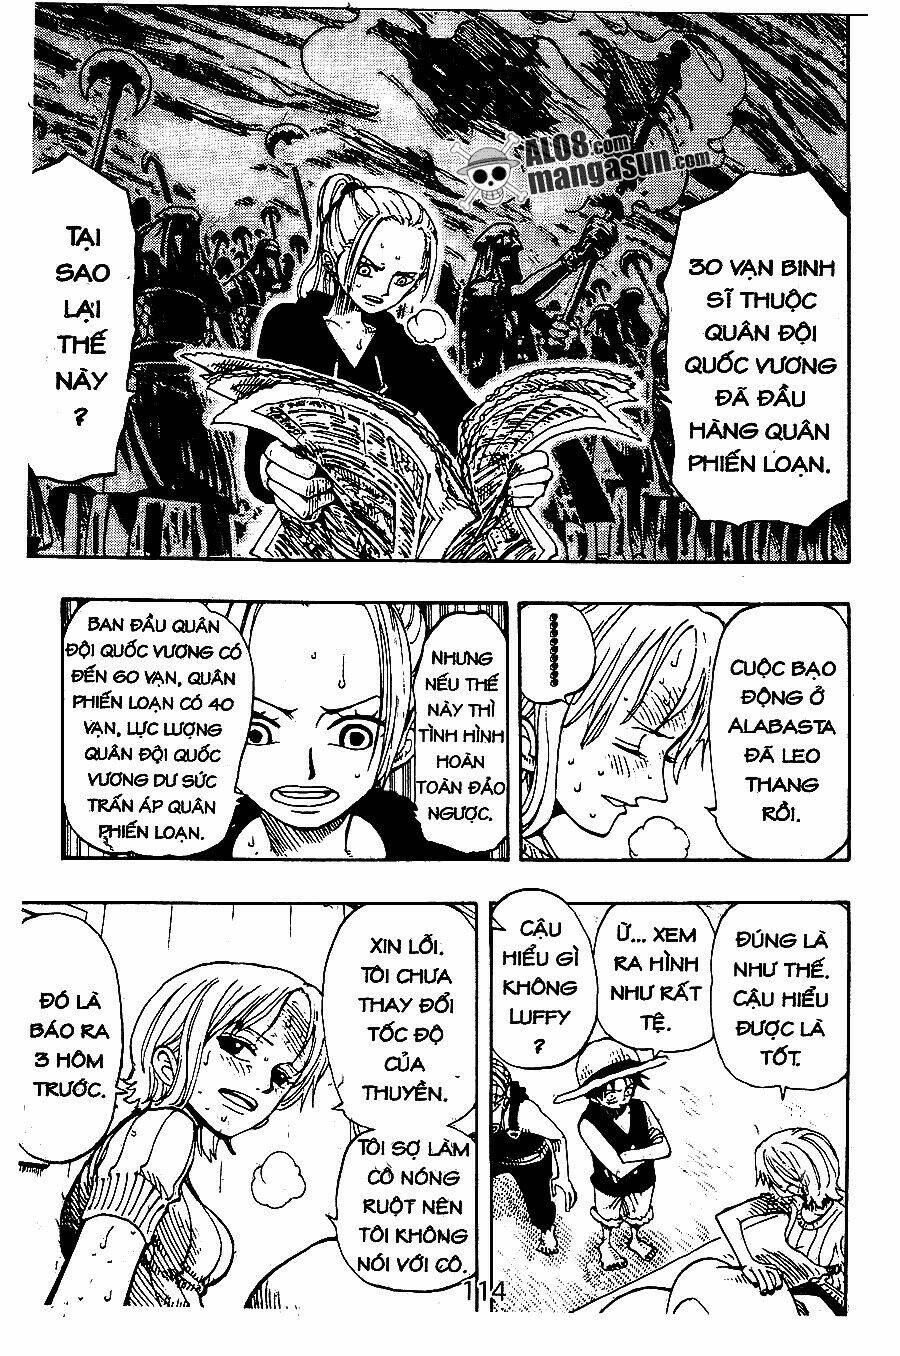 AL08.com
mangasun.com
30 VẠN BINH
SĨ THUỘC
QUÂN ĐỘI
QUỐC VƯƠNG
ĐÃ ĐẦU
HÀNG QUÂN
PHIẾN LOẠN.
TẠI
SAO
LẠI
THẾ
NÀY
?
CUỘC BẠO
ĐỘNG Ở
ALABASTA
ĐÃ LEO
THANG
RỒI.
NHƯNG
NẾU THẾ
NÀY THÌ
TÌNH HÌNH
HOÀN
TOÀN ĐẢO
NGƯỢC.
BAN ĐẦU QUÂN
ĐỘI QUỐC VƯƠNG CÓ
ĐẾN 60 VẠN, QUÂN
PHIẾN LOẠN CÓ 40
VẠN, LỰC LƯỢNG
QUÂN ĐỘI QUỐC
VƯƠNG DƯ SỨC
TRẤN ÁP QUÂN
PHIẾN LOẠN.
ĐÚNG LÀ
NHƯ THẾ.
CẬU HIỂU
ĐƯỢC LÀ
TỐT.
Ừ... XEM
RA HÌNH
NHƯ RẤT
TỆ.
CẬU
HIỂU GÌ
KHÔNG
LUFFY
?
XIN LỖI.
TÔI CHƯA
THAY ĐỔI
TỐC ĐỘ
CỦA
THUYỀN.
TÔI SỢ LÀM
CÔ NÓNG
RUỘT NÊN
TÔI KHÔNG
NÓI VỚI CÔ.
ĐÓ LÀ
BÁO RA
3 HÔM
TRƯỚC.
114